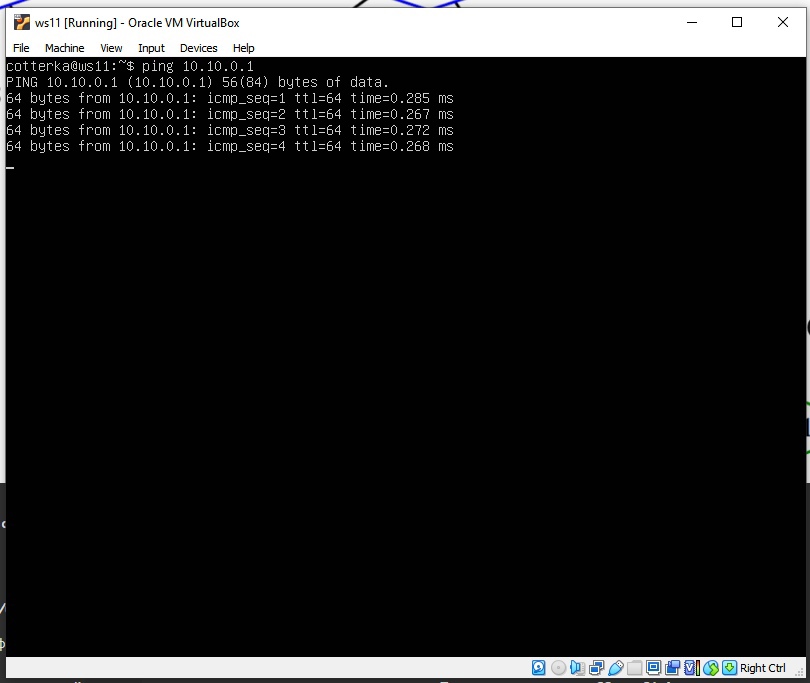 ws11 [Running] - Oracle VM VirtualBox
File Machine View Input Devices Help
cotterka@ws11:~$ ping 10.10.0.1
PING 10.10.0.1 (10.10.0.1) 56(84) bytes of data.
64 bytes from 10.10.0.1: icmp_seq=1 ttl=64 time=0.285 ms
64 bytes from 10.10.0.1: icmp_seq=2 ttl=64 time=0.267 ms
64 bytes from 10.10.0.1: icmp_seq=3 ttl=64 time=0.272 ms
64 bytes from 10.10.0.1: icmp_seq=4 ttl=64 time=0.268 ms
Right Ctrl